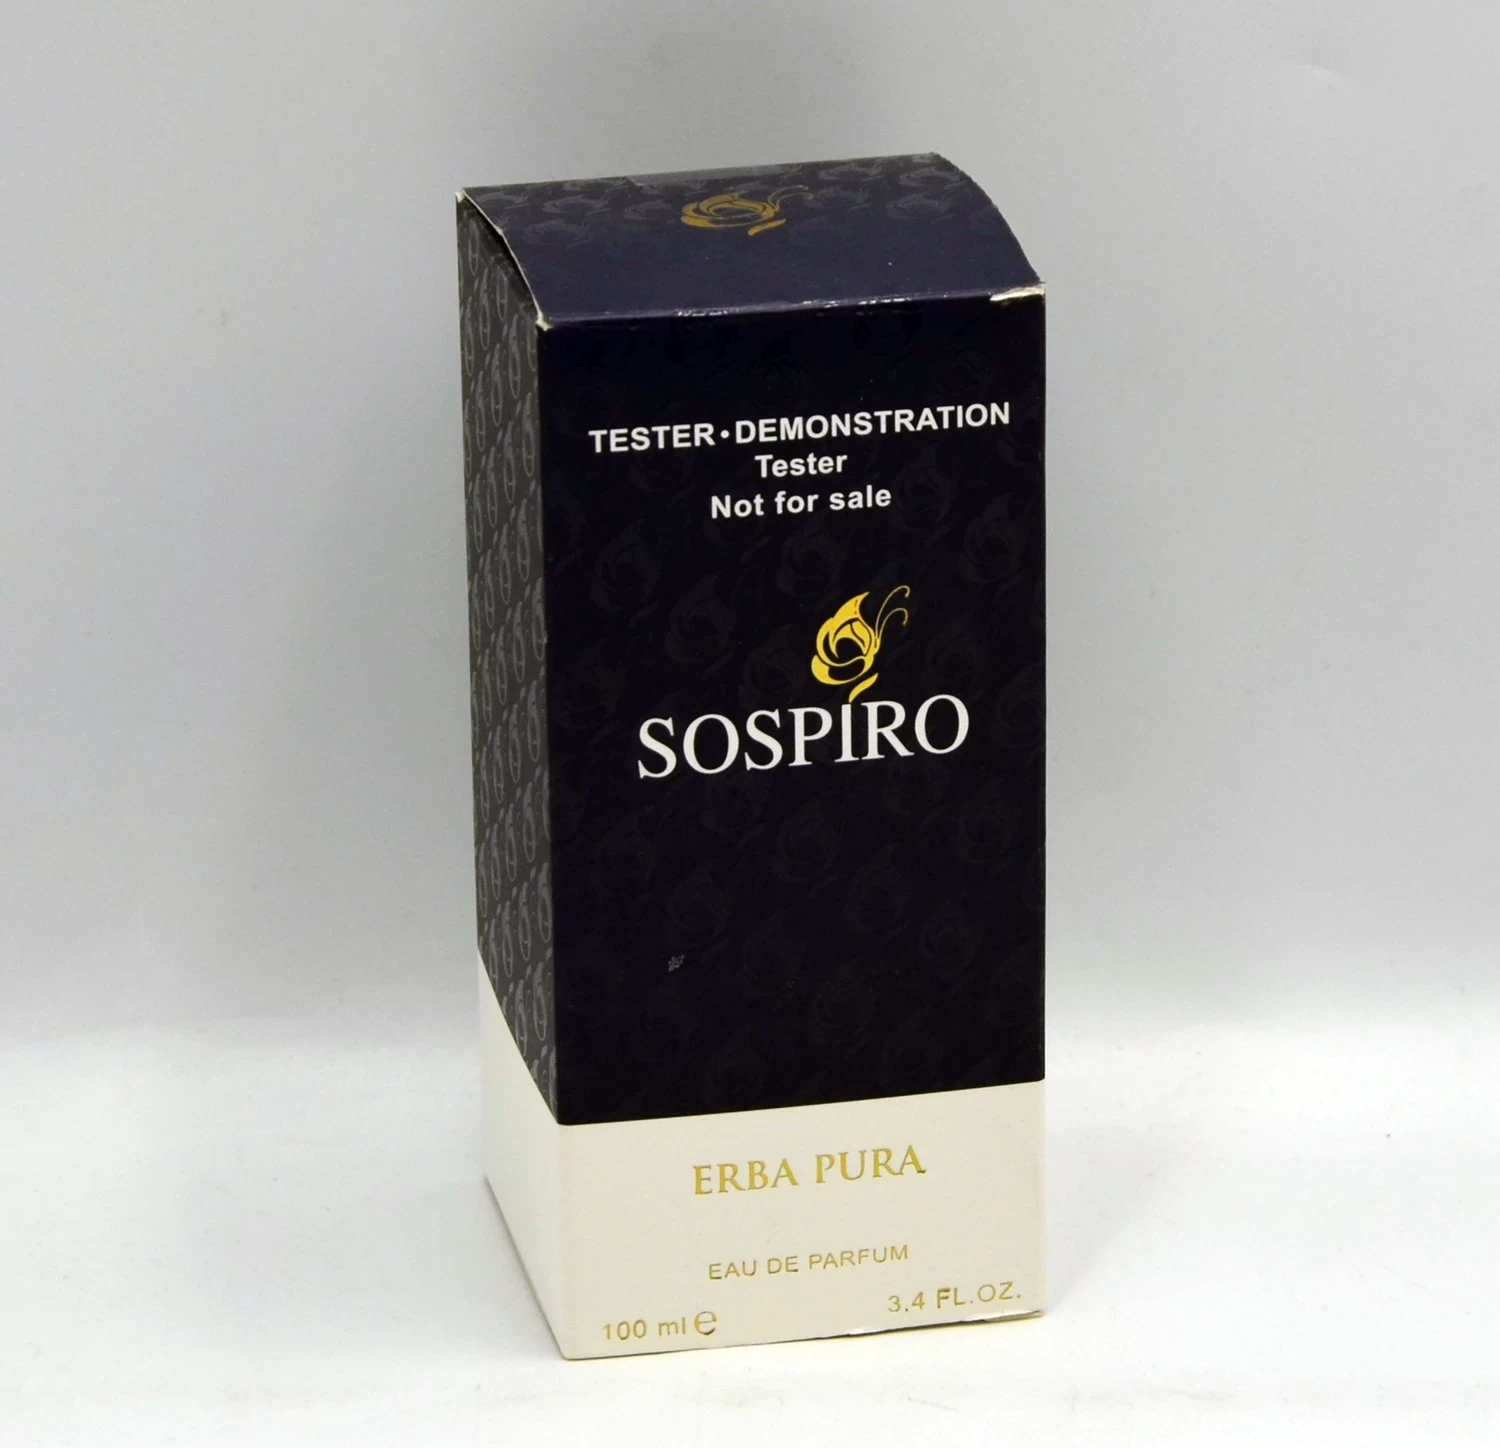 TESTER•DEMONSTRATION
Tester
Not for sale
SOSPIRO
ERBA PURA
EAU DE PARFUM
100 ml ℮
3.4 FL.OZ.